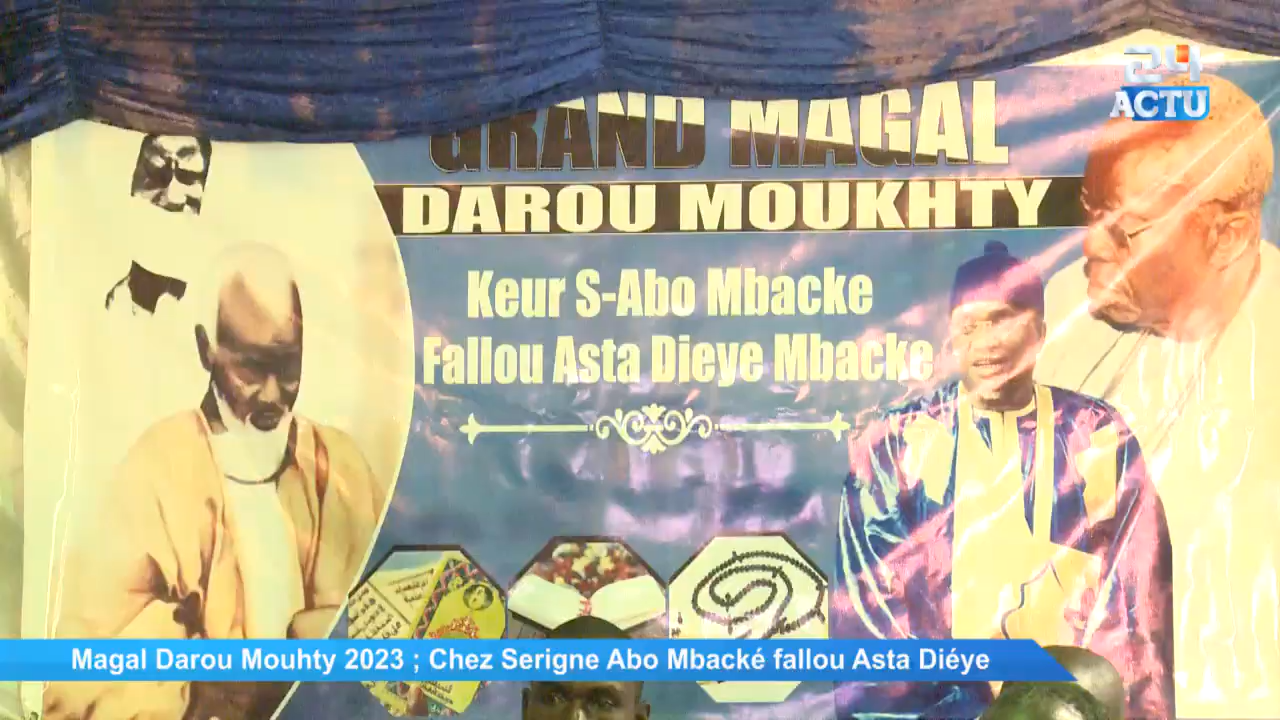 24
ACTU
GRAND MAGAL
DAROU MOUKHTY
Keur S-Abo Mbacke
Fallou Asta Dieye Mbacke
Magal Darou Mouhty 2023 ; Chez Serigne Abo Mbacké fallou Asta Diéye